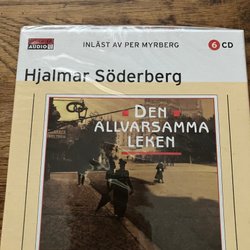 AUDIO
INLÄST AV PER MYRBERG
6 CD
Hjalmar Söderberg
DEN
ALLVARSAMMA
LEKEN